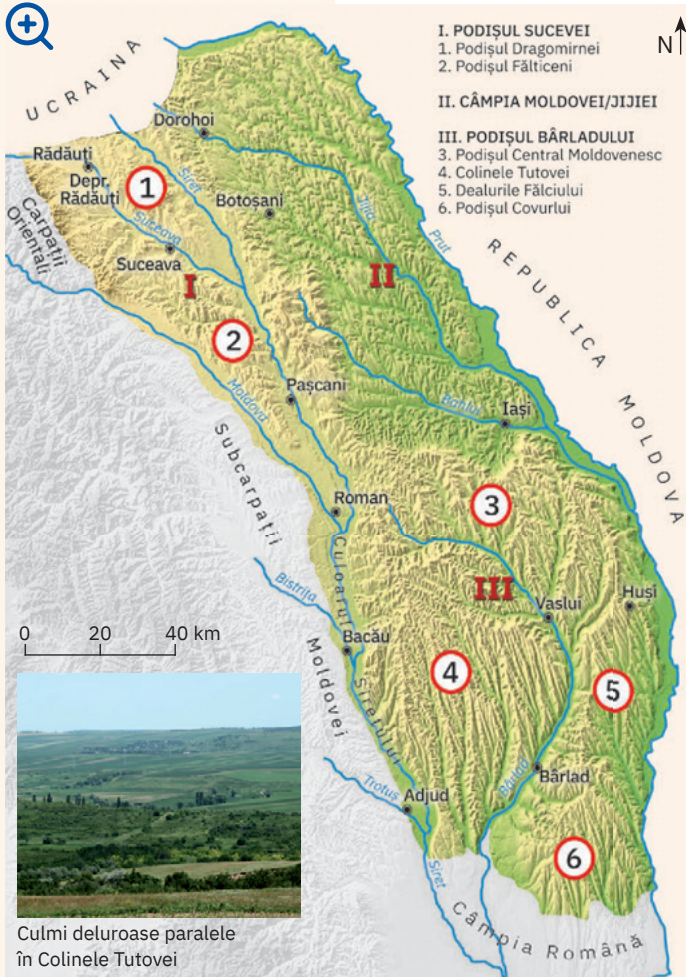 I. PODIȘUL SUCEVEI
1. Podișul Dragomirnei
2. Podișul Fălticeni
II. CÂMPIA MOLDOVEI/JIJIEI
III. PODIȘUL BÂRLADULUI
3. Podișul Central Moldovenesc
4. Colinele Tutovei
5. Dealurile Fălciului
6. Podișul Covurlui
N
UCRAINA
Dorohoi
Rădăuți
Depr.
Rădăuți
1
Siret
Botoșani
Jijia
Prut
Carpații
Orientali
Suceava
Suceava
I
II
REPUBLICA MOLDOVA
2
Pașcani
Moldova
Bahlui
Iași
Subcarpații
Moldovei
Roman
3
Culoarul Siretului
III
Bistrița
Vaslui
Huși
0 20 40 km
Bacău
4
5
Bârlad
Bârlad
Trotuș
Adjud
6
Siret
Câmpia Română
Culmi deluroase paralele
în Colinele Tutovei